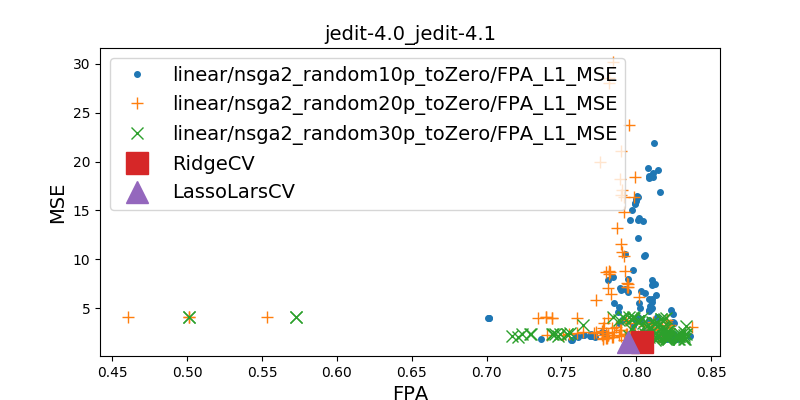 jedit-4.0_jedit-4.1
linear/nsga2_random10p_toZero/FPA_L1_MSE
linear/nsga2_random20p_toZero/FPA_L1_MSE
linear/nsga2_random30p_toZero/FPA_L1_MSE
RidgeCV
LassoLarsCV
MSE
30
25
20
15
10
5
0.45 0.50 0.55 0.60 0.65 0.70 0.75 0.80 0.85
FPA